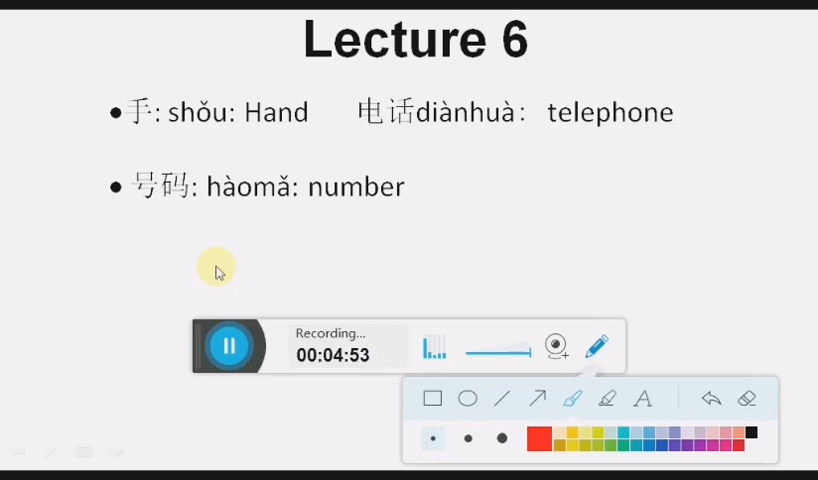 Lecture 6
●手: shǒu: Hand 电话diànhuà： telephone
● 号码: hàomǎ: number
Recording...
00:04:53
A